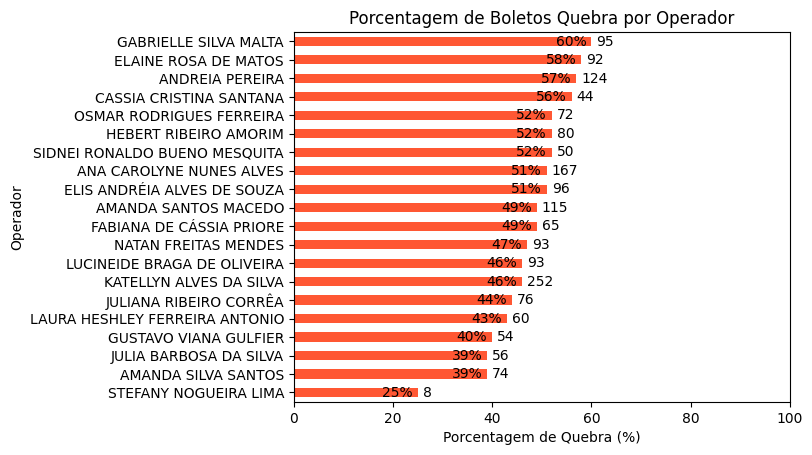 Porcentagem de Boletos Quebra por Operador
GABRIELLE SILVA MALTA 60% 95
ELAINE ROSA DE MATOS 58% 92
ANDREIA PEREIRA 57% 124
CASSIA CRISTINA SANTANA 56% 44
OSMAR RODRIGUES FERREIRA 52% 72
HEBERT RIBEIRO AMORIM 52% 80
SIDNEI RONALDO BUENO MESQUITA 52% 50
ANA CAROLYNE NUNES ALVES 51% 167
ELIS ANDRÉIA ALVES DE SOUZA 51% 96
AMANDA SANTOS MACEDO 49% 115
FABIANA DE CÁSSIA PRIORE 49% 65
NATAN FREITAS MENDES 47% 93
LUCINEIDE BRAGA DE OLIVEIRA 46% 93
KATELLYN ALVES DA SILVA 46% 252
JULIANA RIBEIRO CORRÊA 44% 76
LAURA HESHLEY FERREIRA ANTONIO 43% 60
GUSTAVO VIANA GULFIER 40% 54
JULIA BARBOSA DA SILVA 39% 56
AMANDA SILVA SANTOS 39% 74
STEFANY NOGUEIRA LIMA 25% 8
Operador
0 20 40 60 80 100
Porcentagem de Quebra (%)